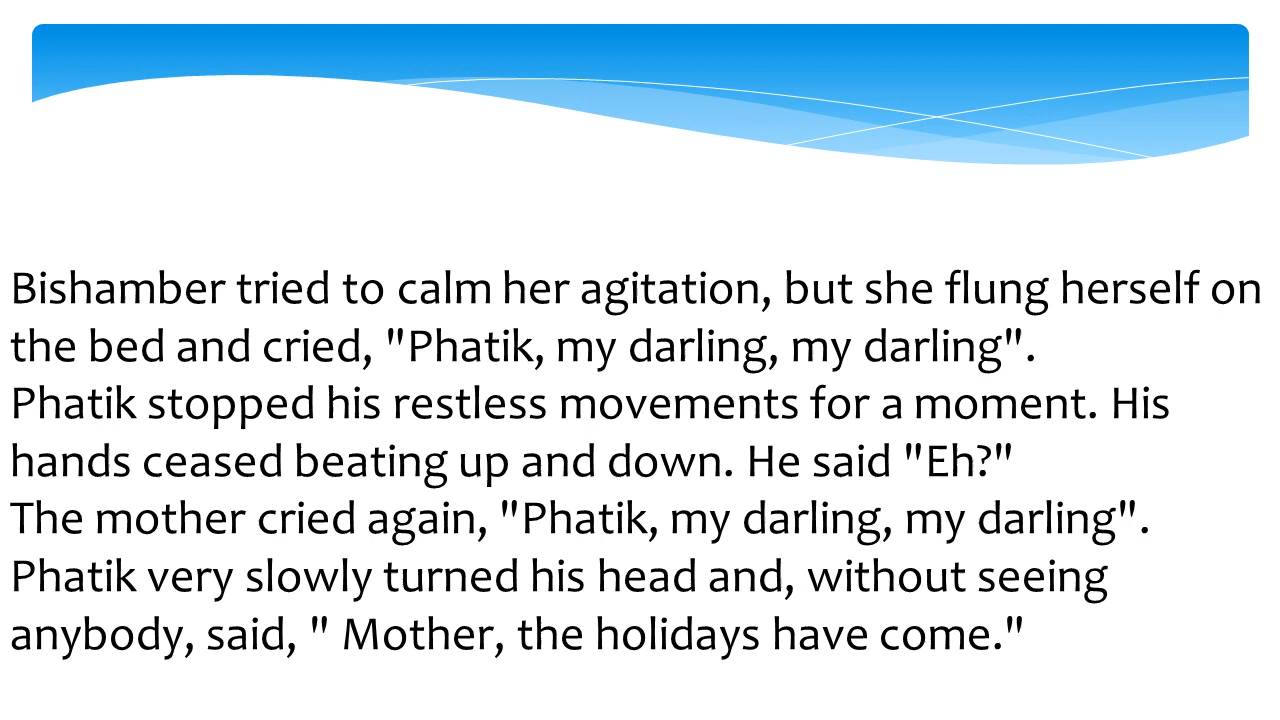 Bishamber tried to calm her agitation, but she flung herself on
the bed and cried, "Phatik, my darling, my darling".
Phatik stopped his restless movements for a moment. His
hands ceased beating up and down. He said "Eh?"
The mother cried again, "Phatik, my darling, my darling".
Phatik very slowly turned his head and, without seeing
anybody, said, " Mother, the holidays have come."